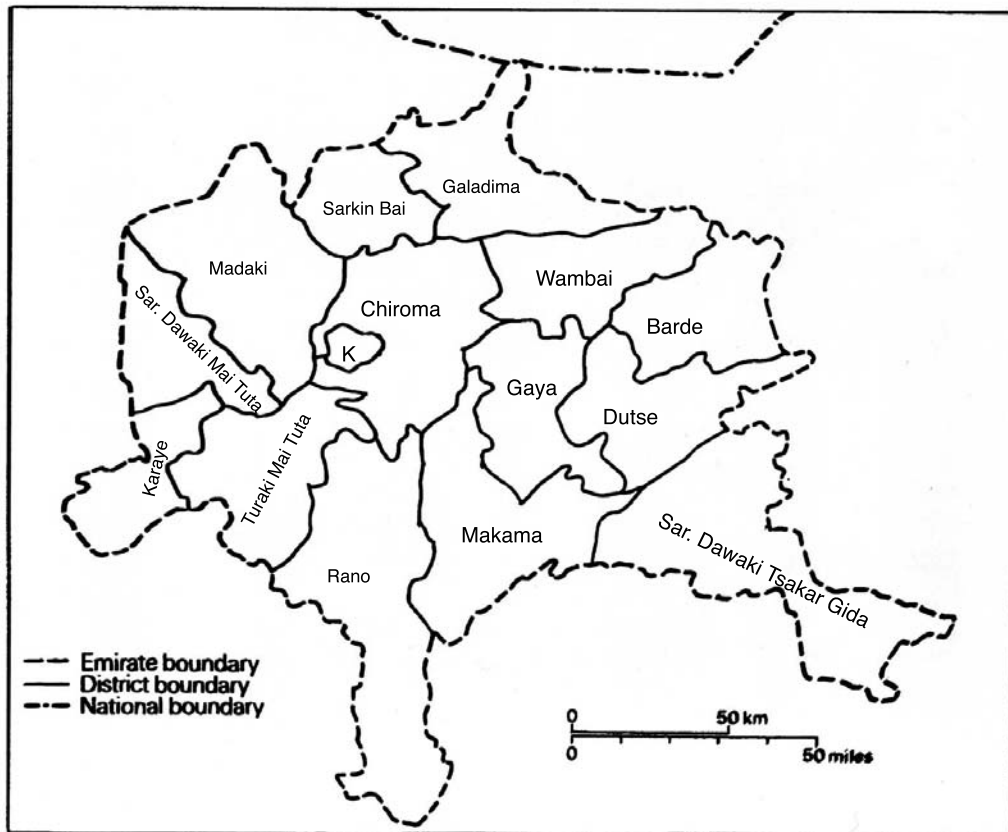 Galadima
Sarkin Bai
Madaki
Wambai
Chiroma
Sar. Dawaki Mai Tuta
Barde
K
Gaya
Dutse
Karaye
Turaki Mai Tuta
Makama
Sar. Dawaki Tsakar Gida
Rano
Emirate boundary
District boundary
National boundary
0 50 km
0 50 miles